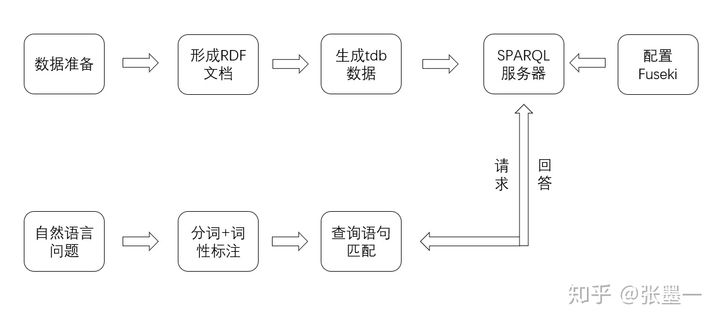 数据准备
形成RDF
文档
生成tdb
数据
SPARQL
服务器
配置
Fuseki
请求
回答
自然语言
问题
分词+词
性标注
查询语句
匹配
知乎 @张墨一